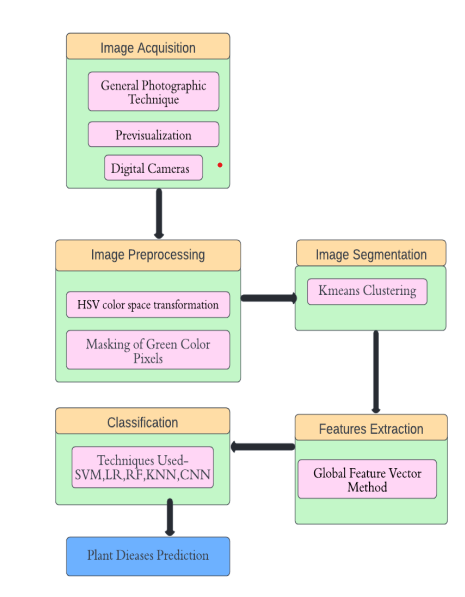 Image Acquisition
General Photographic
Technique
Previsualization
Digital Cameras
Image Preprocessing
HSV color space transformation
Masking of Green Color
Pixels
Image Segmentation
Kmeans Clustering
Features Extraction
Global Feature Vector
Method
Classification
Techniques Used-
SVM,LR,RF,KNN,CNN
Plant Dieases Prediction